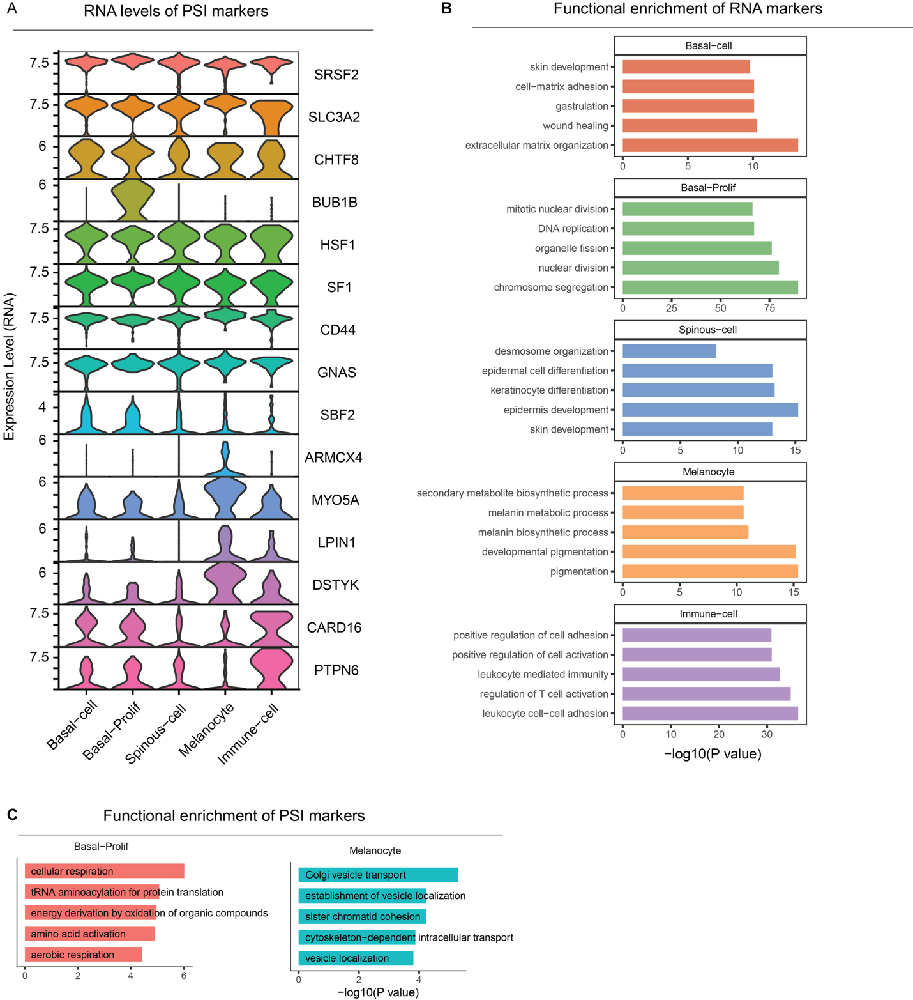 A
RNA levels of PSI markers
Expression Level (RNA)
7.5
SRSF2
7.5
SLC3A2
6
CHTF8
6
BUB1B
7.5
HSF1
7.5
SF1
7.5
CD44
7.5
GNAS
4
SBF2
6
ARMCX4
6
MYO5A
6
LPIN1
6
DSTYK
7.5
CARD16
7.5
PTPN6
Basal−cell
Basal−Prolif
Spinous−cell
Melanocyte
Immune−cell
B
Functional enrichment of RNA markers
Basal−cell
skin development
cell−matrix adhesion
gastrulation
wound healing
extracellular matrix organization
0 5 10
Basal−Prolif
mitotic nuclear division
DNA replication
organelle fission
nuclear division
chromosome segregation
0 25 50 75
Spinous−cell
desmosome organization
epidermal cell differentiation
keratinocyte differentiation
epidermis development
skin development
0 5 10 15
Melanocyte
secondary metabolite biosynthetic process
melanin metabolic process
melanin biosynthetic process
developmental pigmentation
pigmentation
0 5 10 15
Immune−cell
positive regulation of cell adhesion
positive regulation of cell activation
leukocyte mediated immunity
regulation of T cell activation
leukocyte cell−cell adhesion
0 10 20 30
−log10(P value)
C
Functional enrichment of PSI markers
Basal−Prolif
cellular respiration
tRNA aminoacylation for protein translation
energy derivation by oxidation of organic compounds
amino acid activation
aerobic respiration
0 2 4 6
Melanocyte
Golgi vesicle transport
establishment of vesicle localization
sister chromatid cohesion
cytoskeleton−dependent intracellular transport
vesicle localization
0 2 4
−log10(P value)